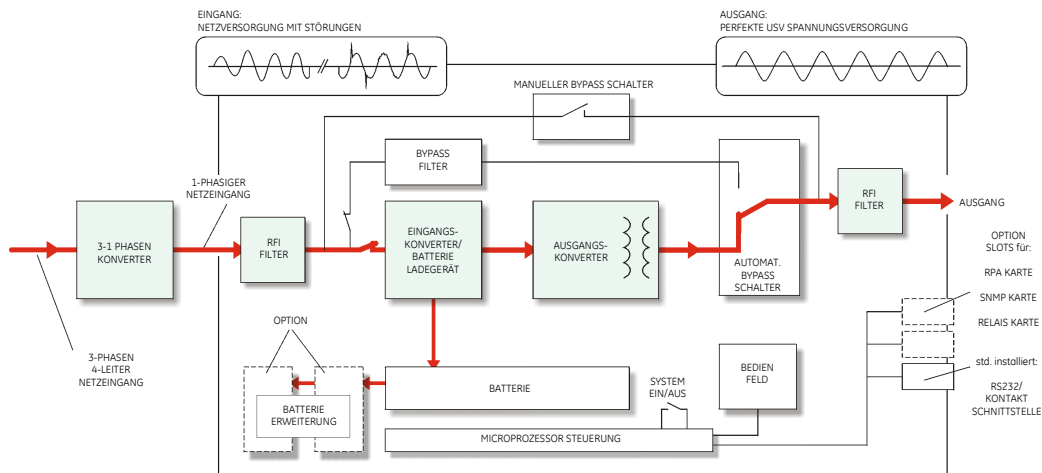 EINGANG:
NETZVERSORGUNG MIT STÖRUNGEN
AUSGANG:
PERFEKTE USV SPANNUNGSVERSORGUNG
MANUELLER BYPASS SCHALTER
BYPASS
FILTER
1-PHASIGER
NETZEINGANG
3-1 PHASEN
KONVERTER
RFI
FILTER
EINGANGS-
KONVERTER/
BATTERIE
LADEGERÄT
AUSGANGS-
KONVERTER
AUTOMAT.
BYPASS
SCHALTER
RFI
FILTER
AUSGANG
OPTION
SLOTS für:
RPA KARTE
SNMP KARTE
RELAIS KARTE
std. installiert:
RS232/
KONTAKT
SCHNITTSTELLE
3-PHASEN
4-LEITER
NETZEINGANG
OPTION
BATTERIE
ERWEITERUNG
BATTERIE
SYSTEM
EIN/AUS
BEDIEN
FELD
MICROPROZESSOR STEUERUNG